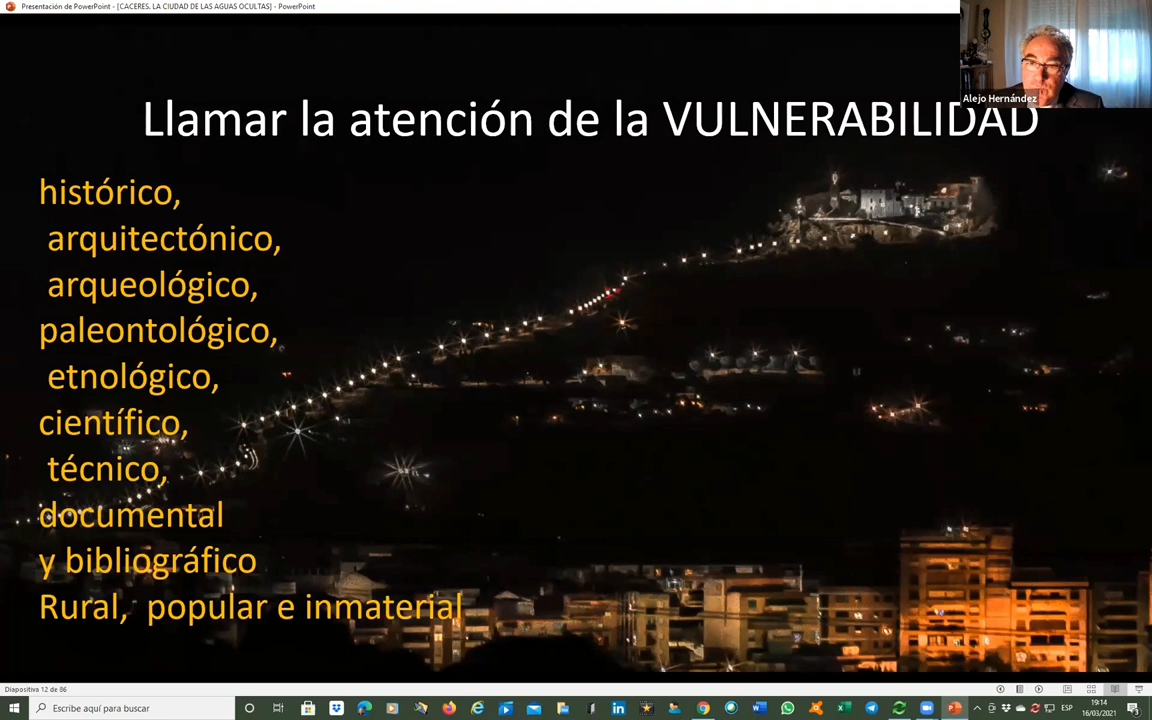 Presentación de PowerPoint - [CACERES. LA CIUDAD DE LAS AGUAS OCULTAS] - PowerPoint
Alejo Hernández
Llamar la atención de la VULNERABILIDAD
histórico,
arquitectónico,
arqueológico,
paleontológico,
etnológico,
científico,
técnico,
documental
y bibliográfico
Rural, popular e inmaterial
Diapositiva 12 de 86
Escribe aquí para buscar
ESP
19:14
16/03/2021